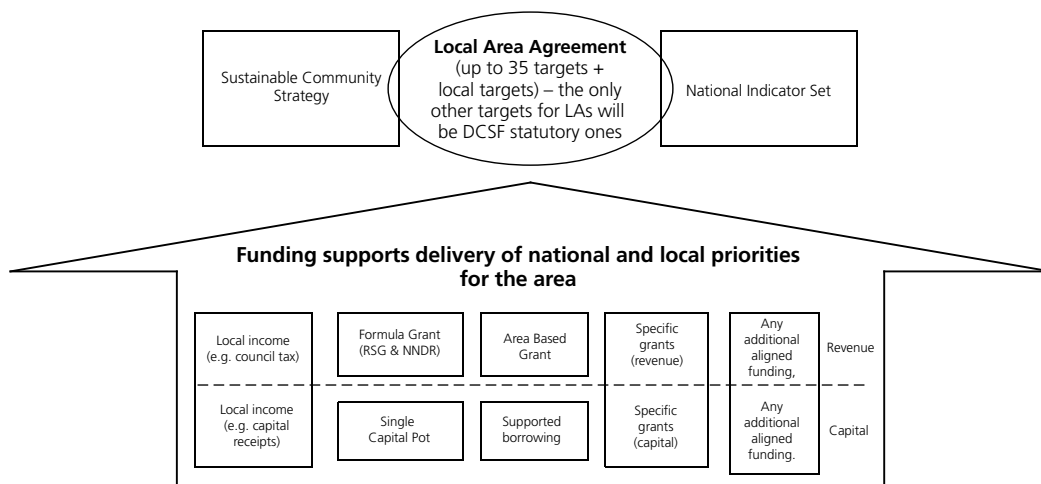 Sustainable Community
Strategy
Local Area Agreement
(up to 35 targets +
local targets) – the only
other targets for LAs will
be DCSF statutory ones
National Indicator Set
Funding supports delivery of national and local priorities
for the area
Local income
(e.g. council tax)
Formula Grant
(RSG & NNDR)
Area Based
Grant
Specific
grants
(revenue)
Any
additional
aligned
funding,
Revenue
Local income
(e.g. capital
receipts)
Single
Capital Pot
Supported
borrowing
Specific
grants
(capital)
Any
additional
aligned
funding.
Capital